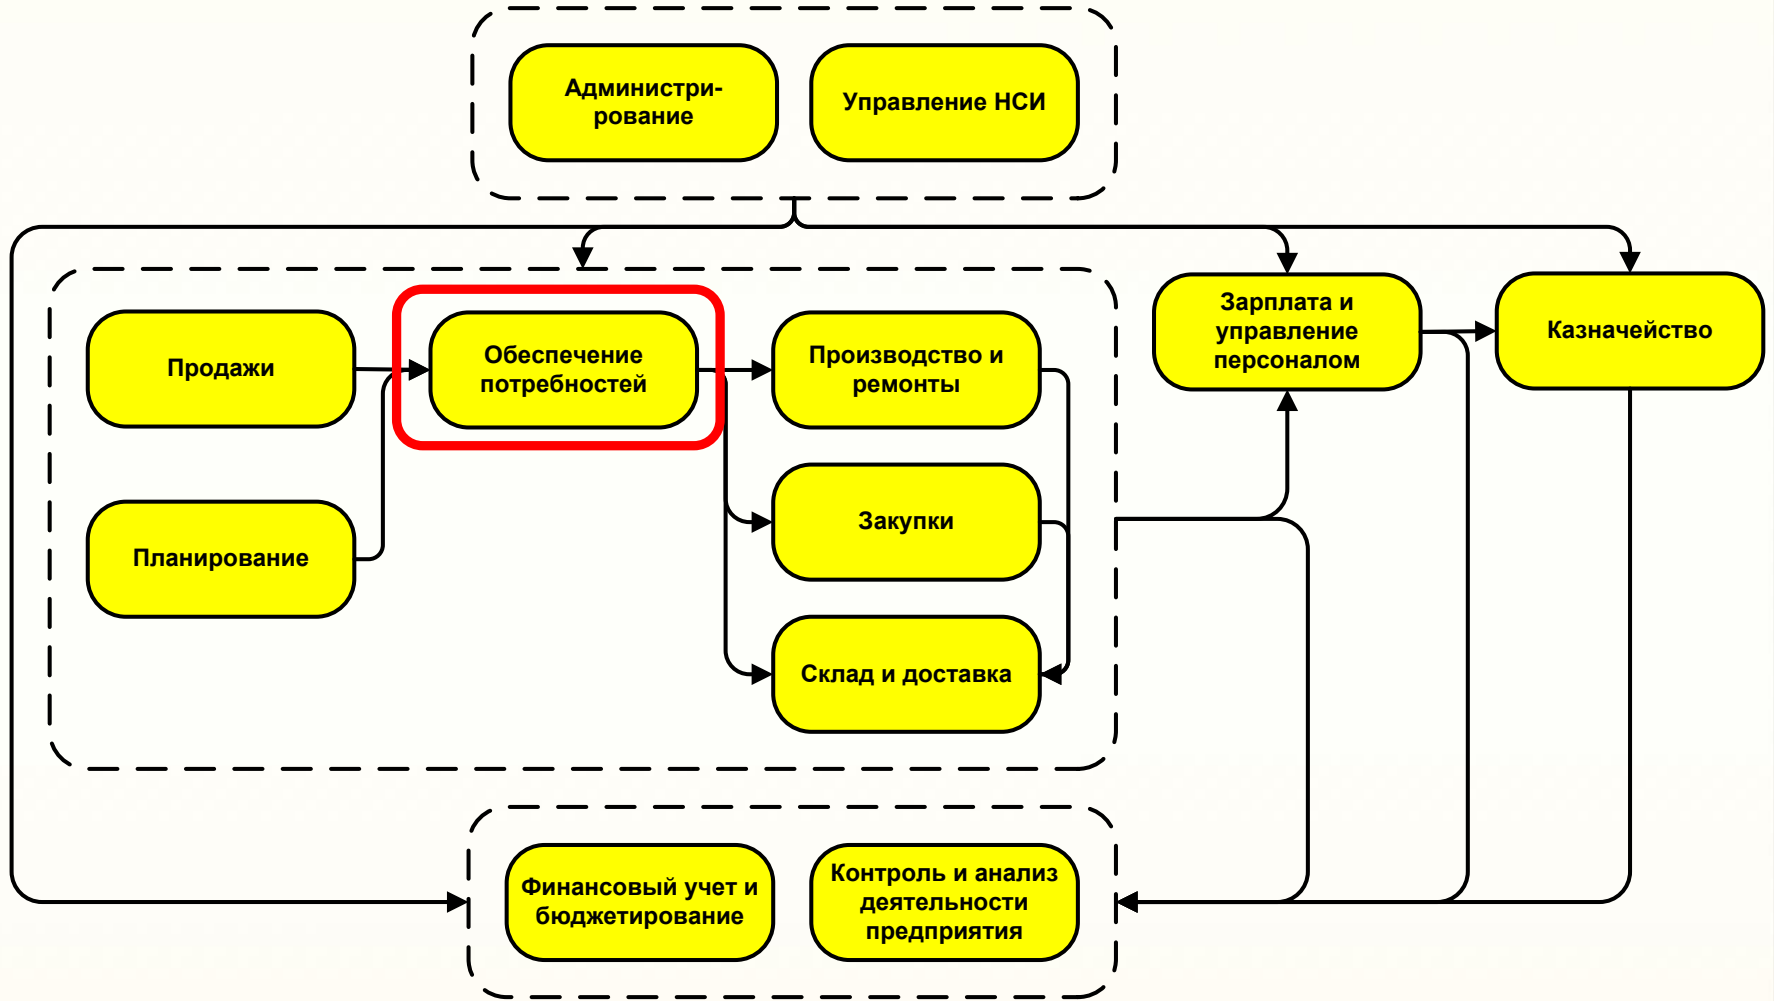 Администри-
рование
Управление НСИ
Продажи
Обеспечение
потребностей
Производство и
ремонты
Зарплата и
управление
персоналом
Казначейство
Планирование
Закупки
Склад и доставка
Финансовый учет и
бюджетирование
Контроль и анализ
деятельности
предприятия